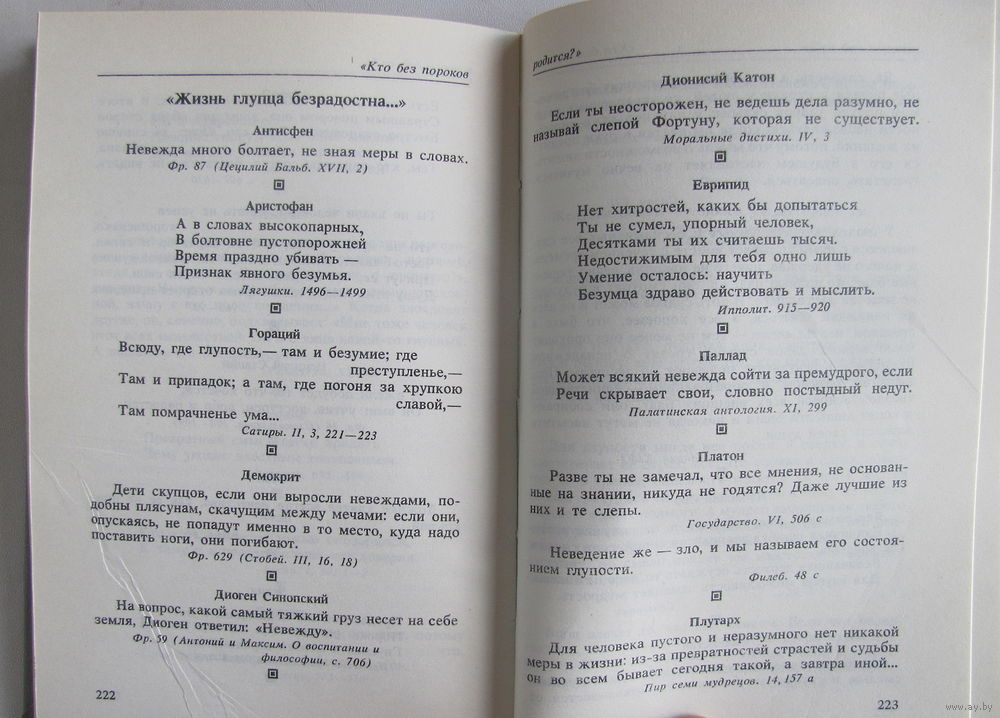 «Кто без пороков
«Жизнь глупца безрадостна...»
Антисфен
Невежда много болтает, не зная меры в словах.
Фр. 87 (Цецилий Бальб. XVII, 2)
Аристофан
А в словах высокопарных,
В болтовне пустопорожней
Время праздно убивать —
Признак явного безумья.
Лягушки. 1496—1499
Гораций
Всюду, где глупость,— там и безумие; где
преступленье,—
Там и припадок; а там, где погоня за хрупкою
славой,—
Там помраченье ума...
Сатиры. II, 3, 221—223
Демокрит
Дети скупцов, если они выросли невеждами, по-
добны плясунам, скачущим между мечами: если они,
опускаясь, не попадут именно в то место, куда надо
поставить ноги, они погибают.
Фр. 629 (Стобей. III, 16, 18)
Диоген Синопский
На вопрос, какой самый тяжкий груз несет на себе
земля, Диоген ответил: «Невежду».
Фр. 59 (Антоний и Максим. О воспитании и
философии, с. 706)
222
родится?»
Дионисий Катон
Если ты неосторожен, не ведешь дела разумно, не
называй слепой Фортуну, которая не существует.
Моральные дистихи. IV, 3
Еврипид
Нет хитростей, каких бы допытаться
Ты не сумел, упорный человек,
Десятками ты их считаешь тысяч.
Недостижимым для тебя одно лишь
Умение осталось: научить
Безумца здраво действовать и мыслить.
Ипполит. 915—920
Паллад
Может всякий невежда сойти за премудрого, если
Речи скрывает свои, словно постыдный недуг.
Палатинская антология. XI, 299
Платон
Разве ты не замечал, что все мнения, не основан-
ные на знании, никуда не годятся? Даже лучшие из
них и те слепы.
Государство. VI, 506 с
Неведение же — зло, и мы называем его состоя-
нием глупости.
Филеб. 48 с
Плутарх
Для человека пустого и неразумного нет никакой
меры в жизни: из-за превратностей страстей и судьбы
он во всем бывает сегодня такой, а завтра иной...
Пир семи мудрецов. 14, 157 а
223
www.ay.by